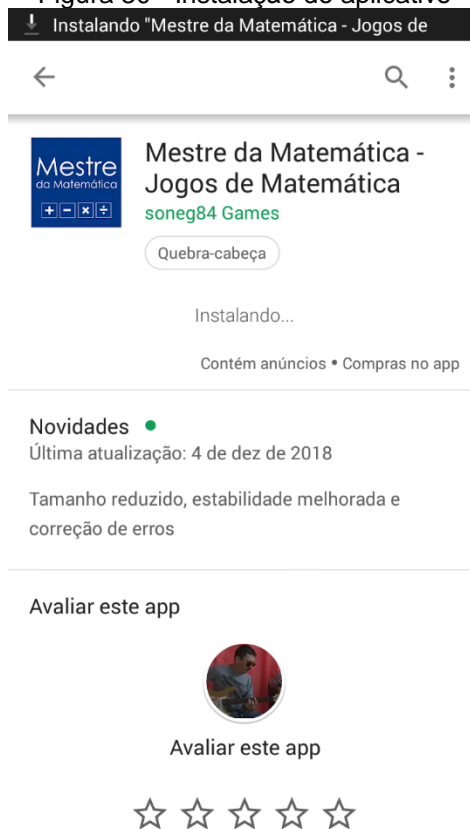 Instalando "Mestre da Matemática - Jogos de
Mestre da Matemática -
Jogos de Matemática
Mestre
da Matemática
+ - × ÷
soneg84 Games
Quebra-cabeça
Instalando...
Contém anúncios • Compras no app
Novidades
Última atualização: 4 de dez de 2018
Tamanho reduzido, estabilidade melhorada e
correção de erros
Avaliar este app
Avaliar este app